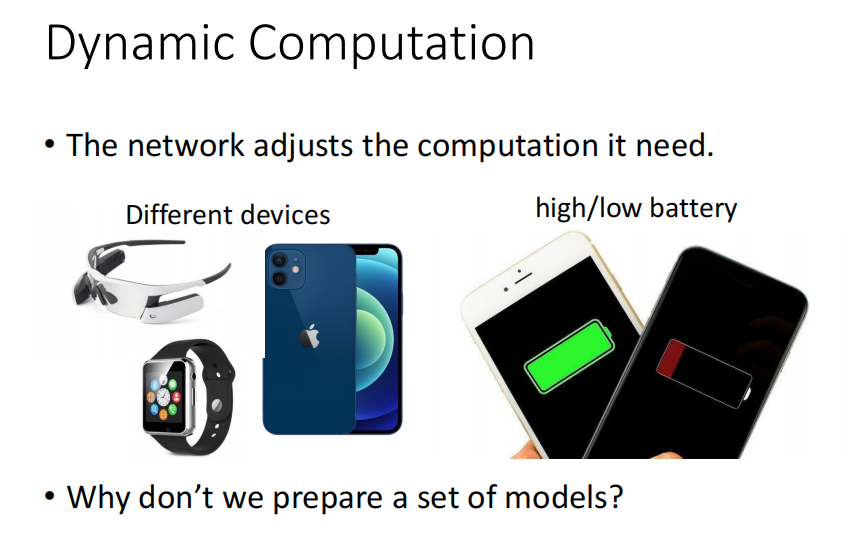 Dynamic Computation
• The network adjusts the computation it need.
Different devices
high/low battery
• Why don’t we prepare a set of models?